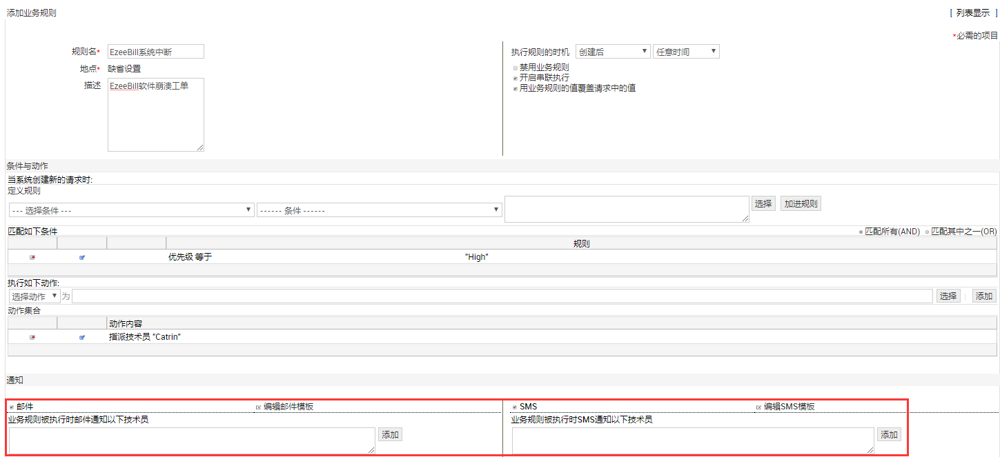 添加业务规则 [ 列表显示 ]
*必需的项目
规则名* EzeeBill系统中断
地点* 缺省设置
描述 EzeeBill软件崩溃工单
执行规则的时机 创建后 任意时间
禁用业务规则
开启串联执行
用业务规则的值覆盖请求中的值
条件与动作
当系统创建新的请求时:
定义规则
--- 选择条件 --- ------ 条件 ------ 选择 加进规则
匹配如下条件 匹配所有(AND) 匹配其中之一(OR)
规则
优先级 等于 "High"
执行如下动作:
选择动作 为 选择 添加
动作集合
动作内容
指派技术员 "Catrin"
通知
邮件 编辑邮件模板
业务规则被执行时邮件通知以下技术员
添加
SMS 编辑SMS模板
业务规则被执行时SMS通知以下技术员
添加